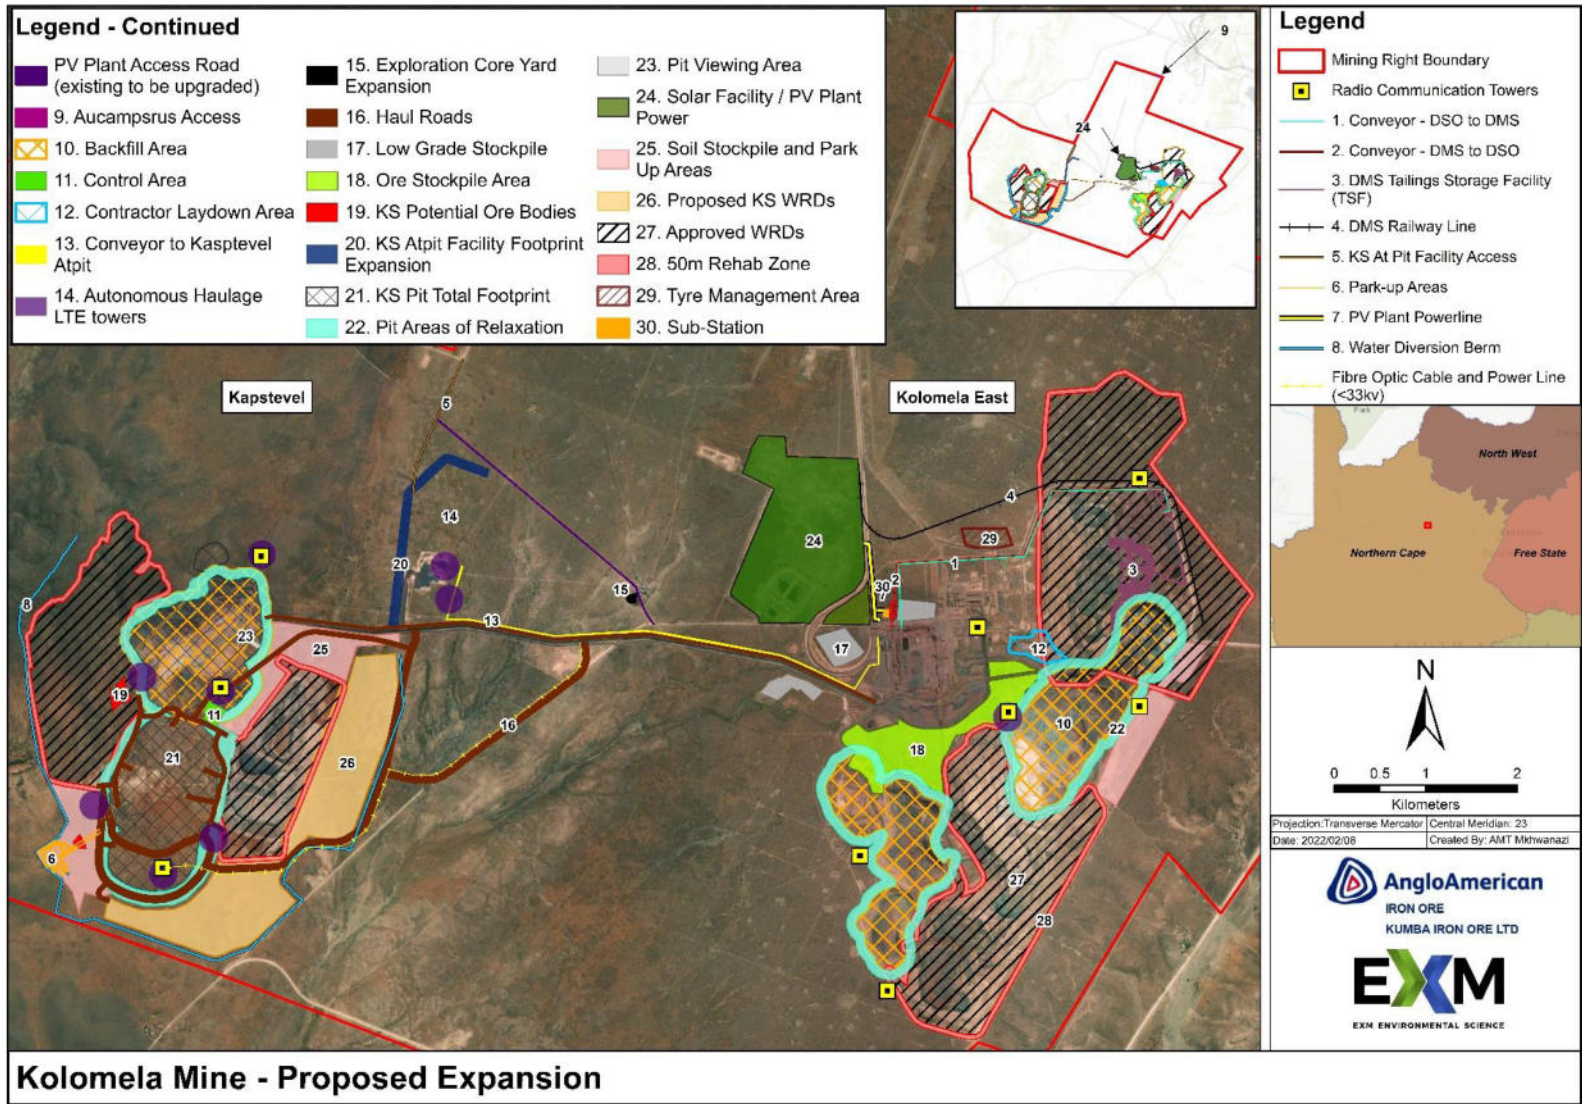 Legend - Continued
PV Plant Access Road
(existing to be upgraded)
9. Aucampsrus Access
10. Backfill Area
11. Control Area
12. Contractor Laydown Area
13. Conveyor to Kasptevel
Atpit
14. Autonomous Haulage
LTE towers
15. Exploration Core Yard
Expansion
16. Haul Roads
17. Low Grade Stockpile
18. Ore Stockpile Area
19. KS Potential Ore Bodies
20. KS Atpit Facility Footprint
Expansion
21. KS Pit Total Footprint
22. Pit Areas of Relaxation
23. Pit Viewing Area
24. Solar Facility / PV Plant
Power
25. Soil Stockpile and Park
Up Areas
26. Proposed KS WRDs
27. Approved WRDs
28. 50m Rehab Zone
29. Tyre Management Area
30. Sub-Station
9
24
Legend
Mining Right Boundary
Radio Communication Towers
1. Conveyor - DSO to DMS
2. Conveyor - DMS to DSO
3. DMS Tailings Storage Facility
(TSF)
4. DMS Railway Line
5. KS At Pit Facility Access
6. Park-up Areas
7. PV Plant Powerline
8. Water Diversion Berm
Fibre Optic Cable and Power Line
(<33kv)
Kapstevel
Kolomela East
5
14
20
15
13
8
23
25
19
11
21
26
16
6
24
4
29
1
2
30
3
17
12
10
22
18
27
28
North West
Northern Cape
Free State
N
0 0.5 1 2
Kilometers
Projection:Transverse Mercator
Central Meridian: 23
Date: 2022/02/08
Created By: AMT Mkhwanazi
AngloAmerican
IRON ORE
KUMBA IRON ORE LTD
EXM
EXM ENVIRONMENTAL SCIENCE
Kolomela Mine - Proposed Expansion